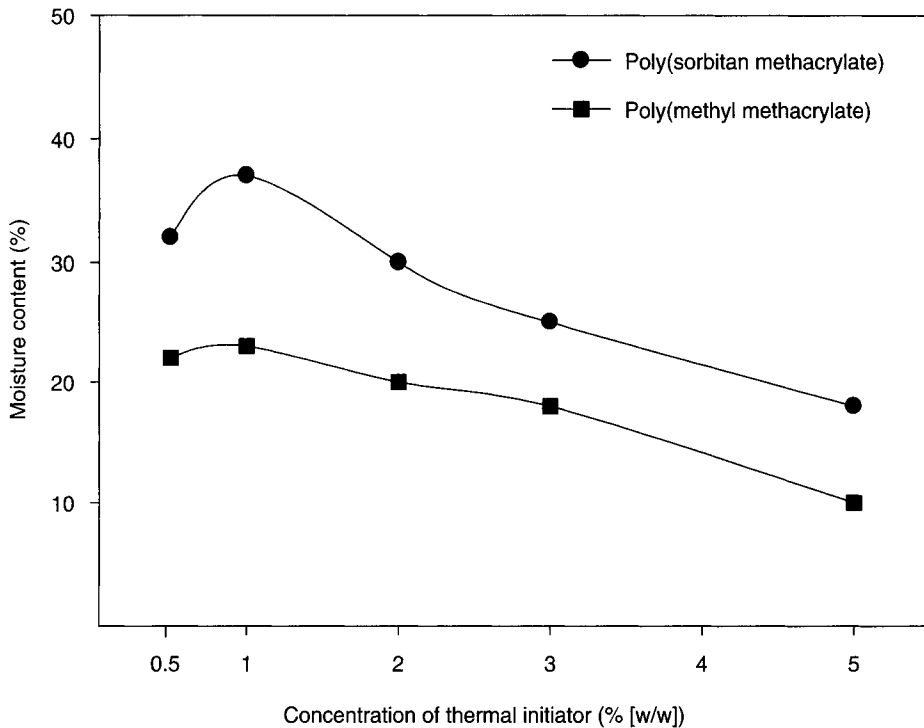 50
Poly(sorbitan methacrylate)
Poly(methyl methacrylate)
40
30
20
10
Moisture content (%)
0.5 1 2 3 4 5
Concentration of thermal initiator (% [w/w])